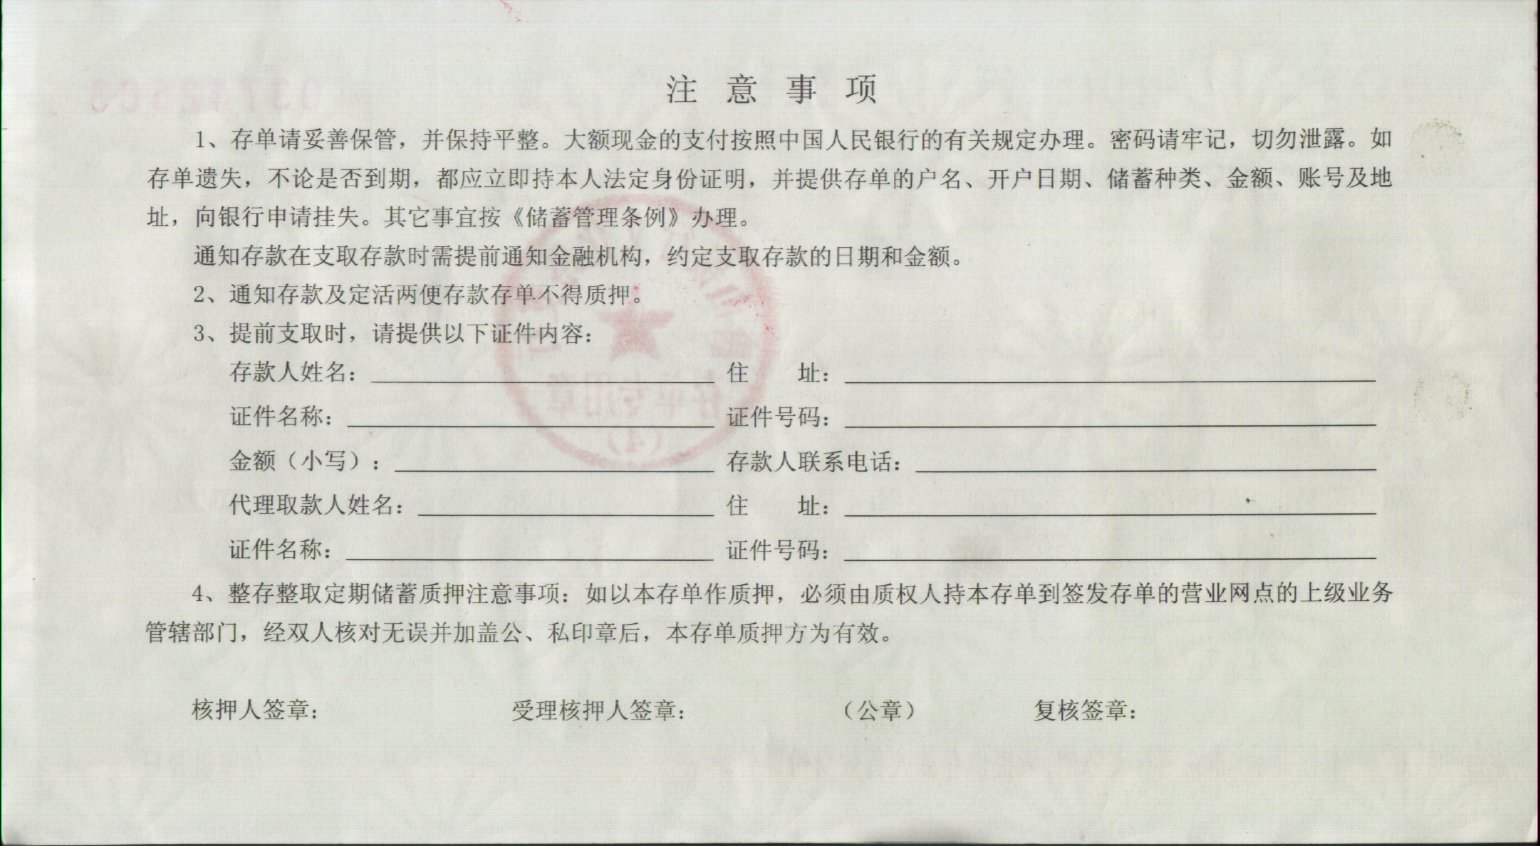 注意事项
1、存单请妥善保管，并保持平整。大额现金的支付按照中国人民银行的有关规定办理。密码请牢记，切勿泄露。如
存单遗失，不论是否到期，都应立即持本人法定身份证明，并提供存单的户名、开户日期、储蓄种类、金额、账号及地
址，向银行申请挂失。其它事宜按《储蓄管理条例》办理。
通知存款在支取存款时需提前通知金融机构，约定支取存款的日期和金额。
2、通知存款及定活两便存款存单不得质押。
3、提前支取时，请提供以下证件内容：
存款人姓名： 住 址：
证件名称： 证件号码：
金额（小写）： 存款人联系电话：
代理取款人姓名： 住 址：
证件名称： 证件号码：
4、整存整取定期储蓄质押注意事项：如以本存单作质押，必须由质权人持本存单到签发存单的营业网点的上级业务
管辖部门，经双人核对无误并加盖公、私印章后，本存单质押方为有效。
核押人签章： 受理核押人签章： （公章） 复核签章：
存单专用章
(4)